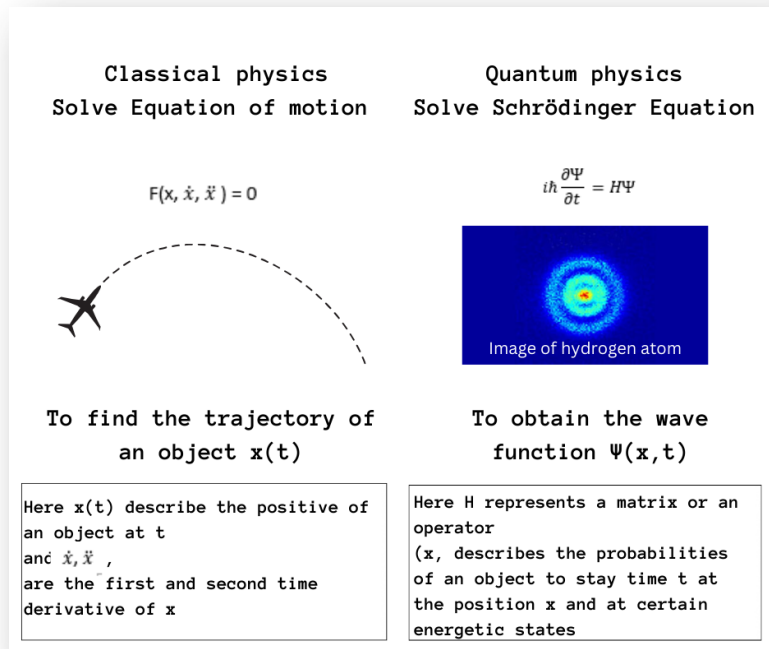 Classical physics
Solve Equation of motion
F(x, ẋ, ẍ ) = 0
To find the trajectory of
an object x(t)
Here x(t) describe the positive of
an object at t
and ẋ, ẍ ,
are the first and second time
derivative of x
Quantum physics
Solve Schrödinger Equation
iħ ∂Ψ/∂t = HΨ
Image of hydrogen atom
To obtain the wave
function Ψ(x,t)
Here H represents a matrix or an
operator
(x, describes the probabilities
of an object to stay time t at
the position x and at certain
energetic states